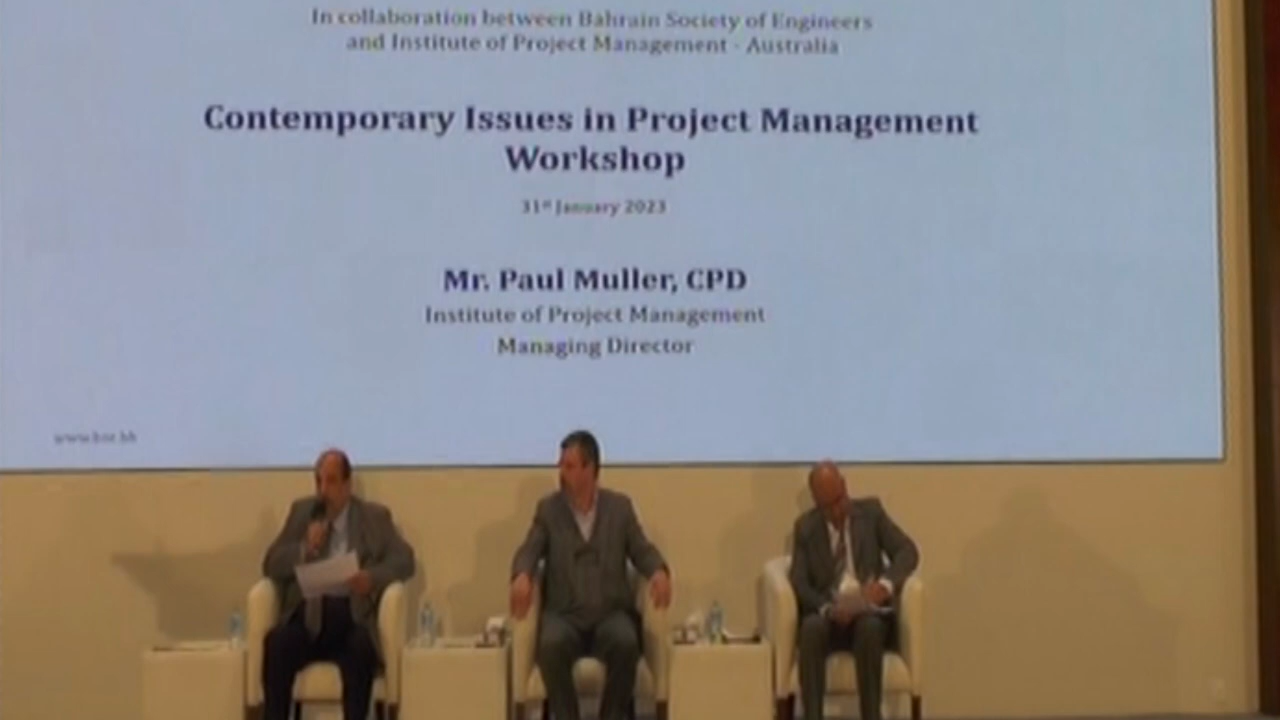 In collaboration between Bahrain Society of Engineers
and Institute of Project Management - Australia
Contemporary Issues in Project Management
Workshop
31st January 2023
Mr. Paul Muller, CPD
Institute of Project Management
Managing Director